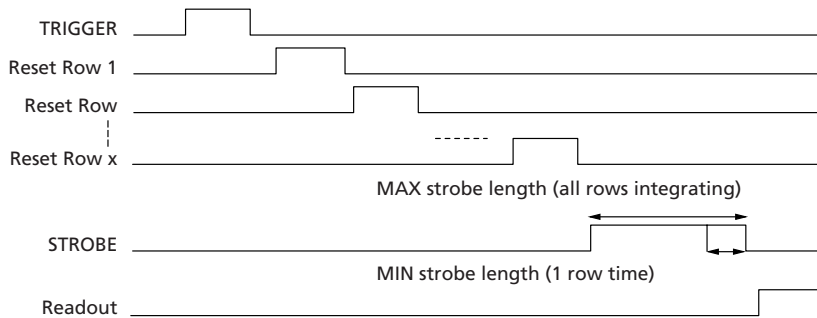 TRIGGER
Reset Row 1
Reset Row
Reset Row x
MAX strobe length (all rows integrating)
STROBE
MIN strobe length (1 row time)
Readout